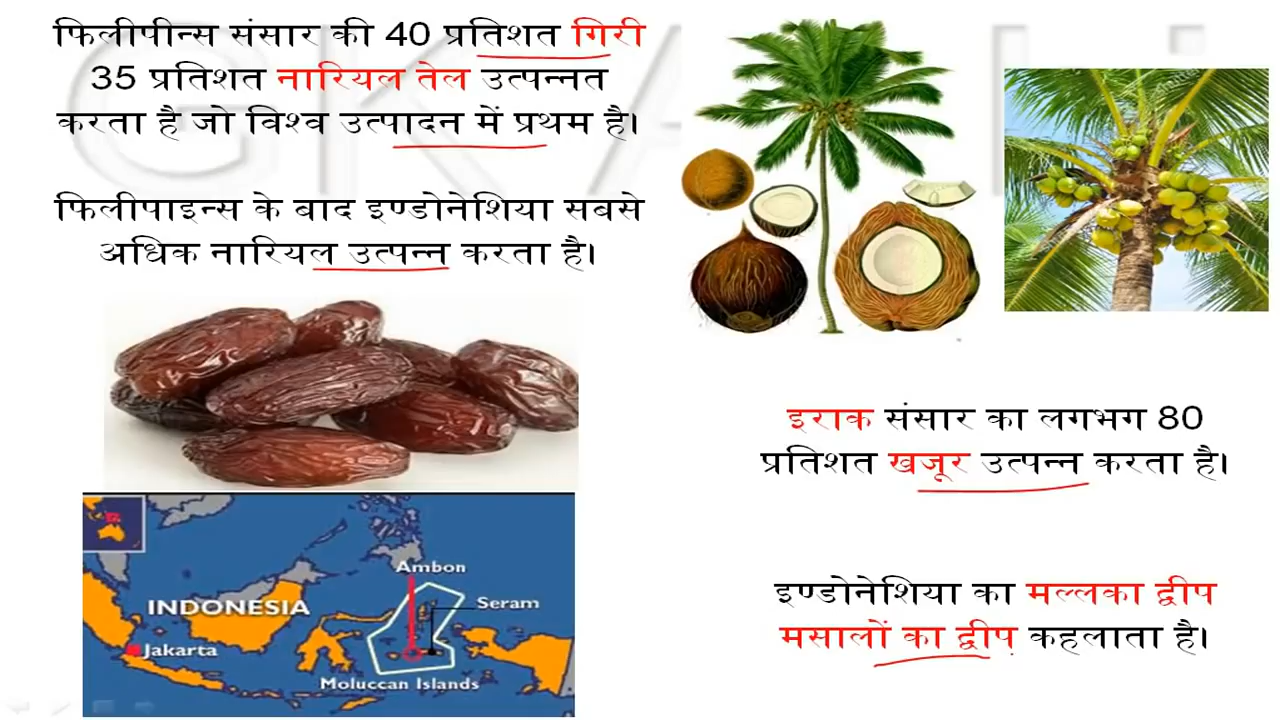 फिलीपीन्स संसार की 40 प्रतिशत गिरी
35 प्रतिशत नारियल तेल उत्पन्नत
करता है जो विश्व उत्पादन में प्रथम है।
फिलीपाइन्स के बाद इण्डोनेशिया सबसे
अधिक नारियल उत्पन्न करता है।
इराक संसार का लगभग 80
प्रतिशत खजूर उत्पन्न करता है।
इण्डोनेशिया का मल्लका द्वीप
मसालों का द्वीप कहलाता है।
Ambon
INDONESIA
Seram
Jakarta
Moluccan Islands